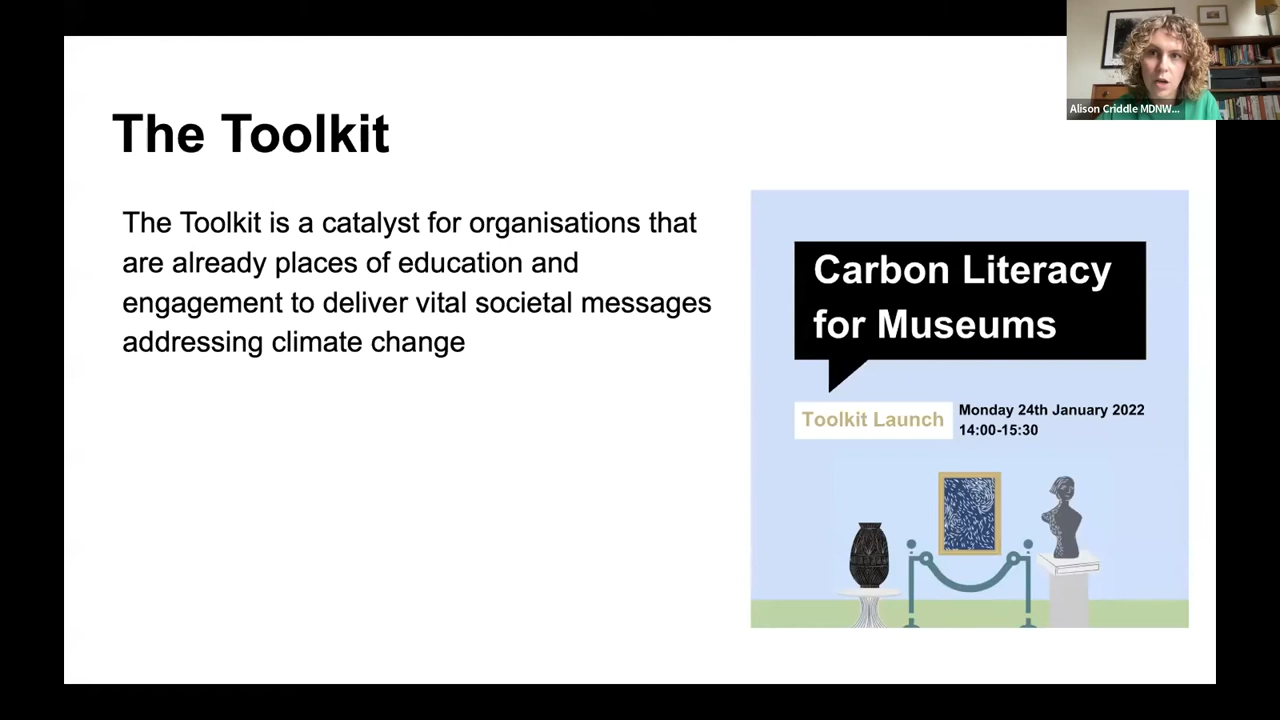 Alison Criddle MDNW...
The Toolkit
The Toolkit is a catalyst for organisations that
are already places of education and
engagement to deliver vital societal messages
addressing climate change
Carbon Literacy
for Museums
Toolkit Launch
Monday 24th January 2022
14:00-15:30